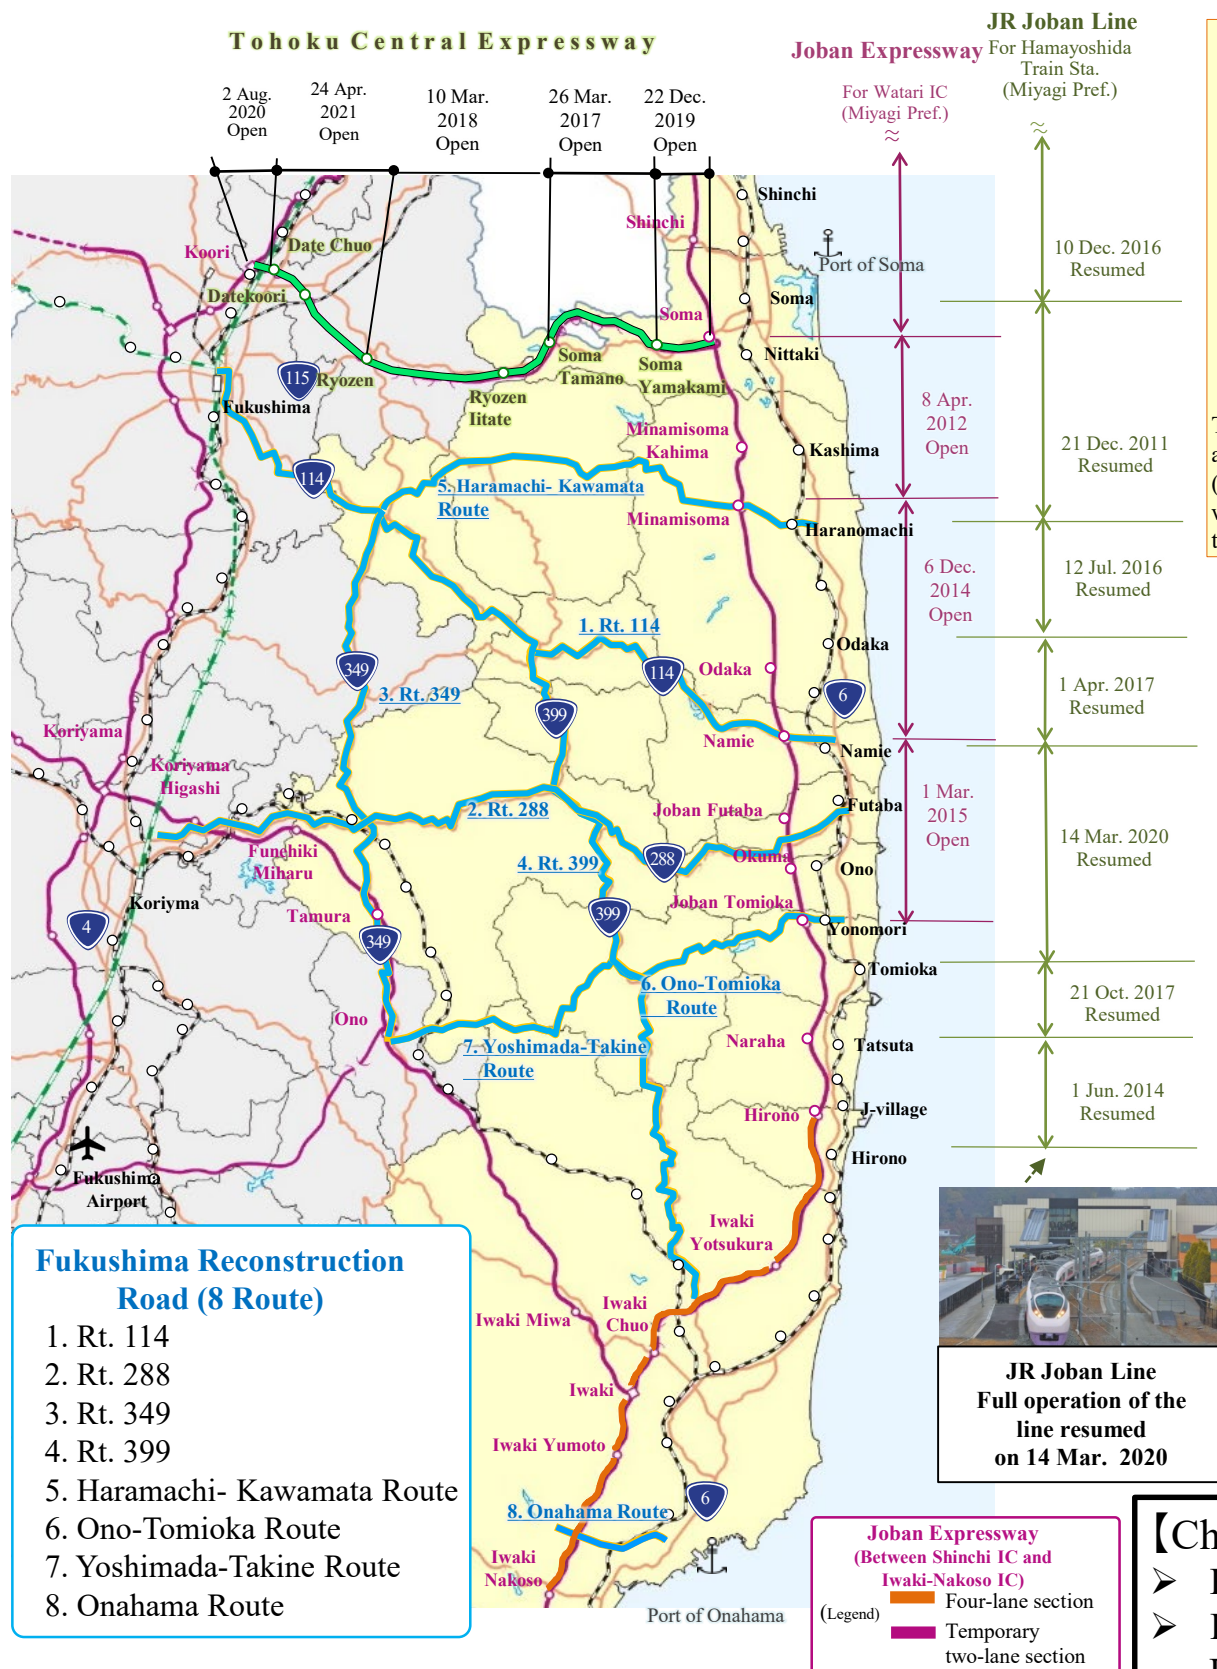 Tohoku Central Expressway
JR Joban Line
For Hamayoshida
Train Sta.
(Miyagi Pref.)
Joban Expressway
For Watari IC
(Miyagi Pref.)
2 Aug.
2020
Open
24 Apr.
2021
Open
10 Mar.
2018
Open
26 Mar.
2017
Open
22 Dec.
2019
Open
≈
≈
Shinchi
Shinchi
Koori
Date Chuo
Port of Soma
10 Dec. 2016
Resumed
Datekoori
Soma
Soma
115
Ryozen
Ryozen
Iitate
Soma
Tamano
Soma
Yamakami
Nittaki
Fukushima
8 Apr.
2012
Open
Minamisoma
Kahima
Kashima
21 Dec. 2011
Resumed
T
a
(
v
t
114
5. Haramachi- Kawamata
Route
Minamisoma
Haranomachi
6 Dec.
2014
Open
12 Jul. 2016
Resumed
1. Rt. 114
349
3. Rt. 349
114
Odaka
Odaka
6
399
1 Apr. 2017
Resumed
Koriyama
Namie
Namie
Koriyama
Higashi
1 Mar.
2015
Open
2. Rt. 288
Joban Futaba
Futaba
Funehiki
Miharu
4. Rt. 399
288
Okuma
Ono
14 Mar. 2020
Resumed
Koriyma
4
Tamura
349
399
Joban Tomioka
Yonomori
Tomioka
6. Ono-Tomioka
Route
21 Oct. 2017
Resumed
Ono
7. Yoshimada-Takine
Route
Naraha
Tatsuta
1 Jun. 2014
Resumed
Hirono
J-village
Hirono
Fukushima
Airport
Iwaki
Yotsukura
Iwaki Miwa
Iwaki
Chuo
Iwaki
Iwaki Yumoto
8. Onahama Route
6
Iwaki
Nakoso
Port of Onahama
Fukushima Reconstruction
Road (8 Route)
1. Rt. 114
2. Rt. 288
3. Rt. 349
4. Rt. 399
5. Haramachi- Kawamata Route
6. Ono-Tomioka Route
7. Yoshimada-Takine Route
8. Onahama Route
JR Joban Line
Full operation of the
line resumed
on 14 Mar. 2020
Joban Expressway
(Between Shinchi IC and
Iwaki-Nakoso IC)
(Legend)
Four-lane section
Temporary
two-lane section
【Ch